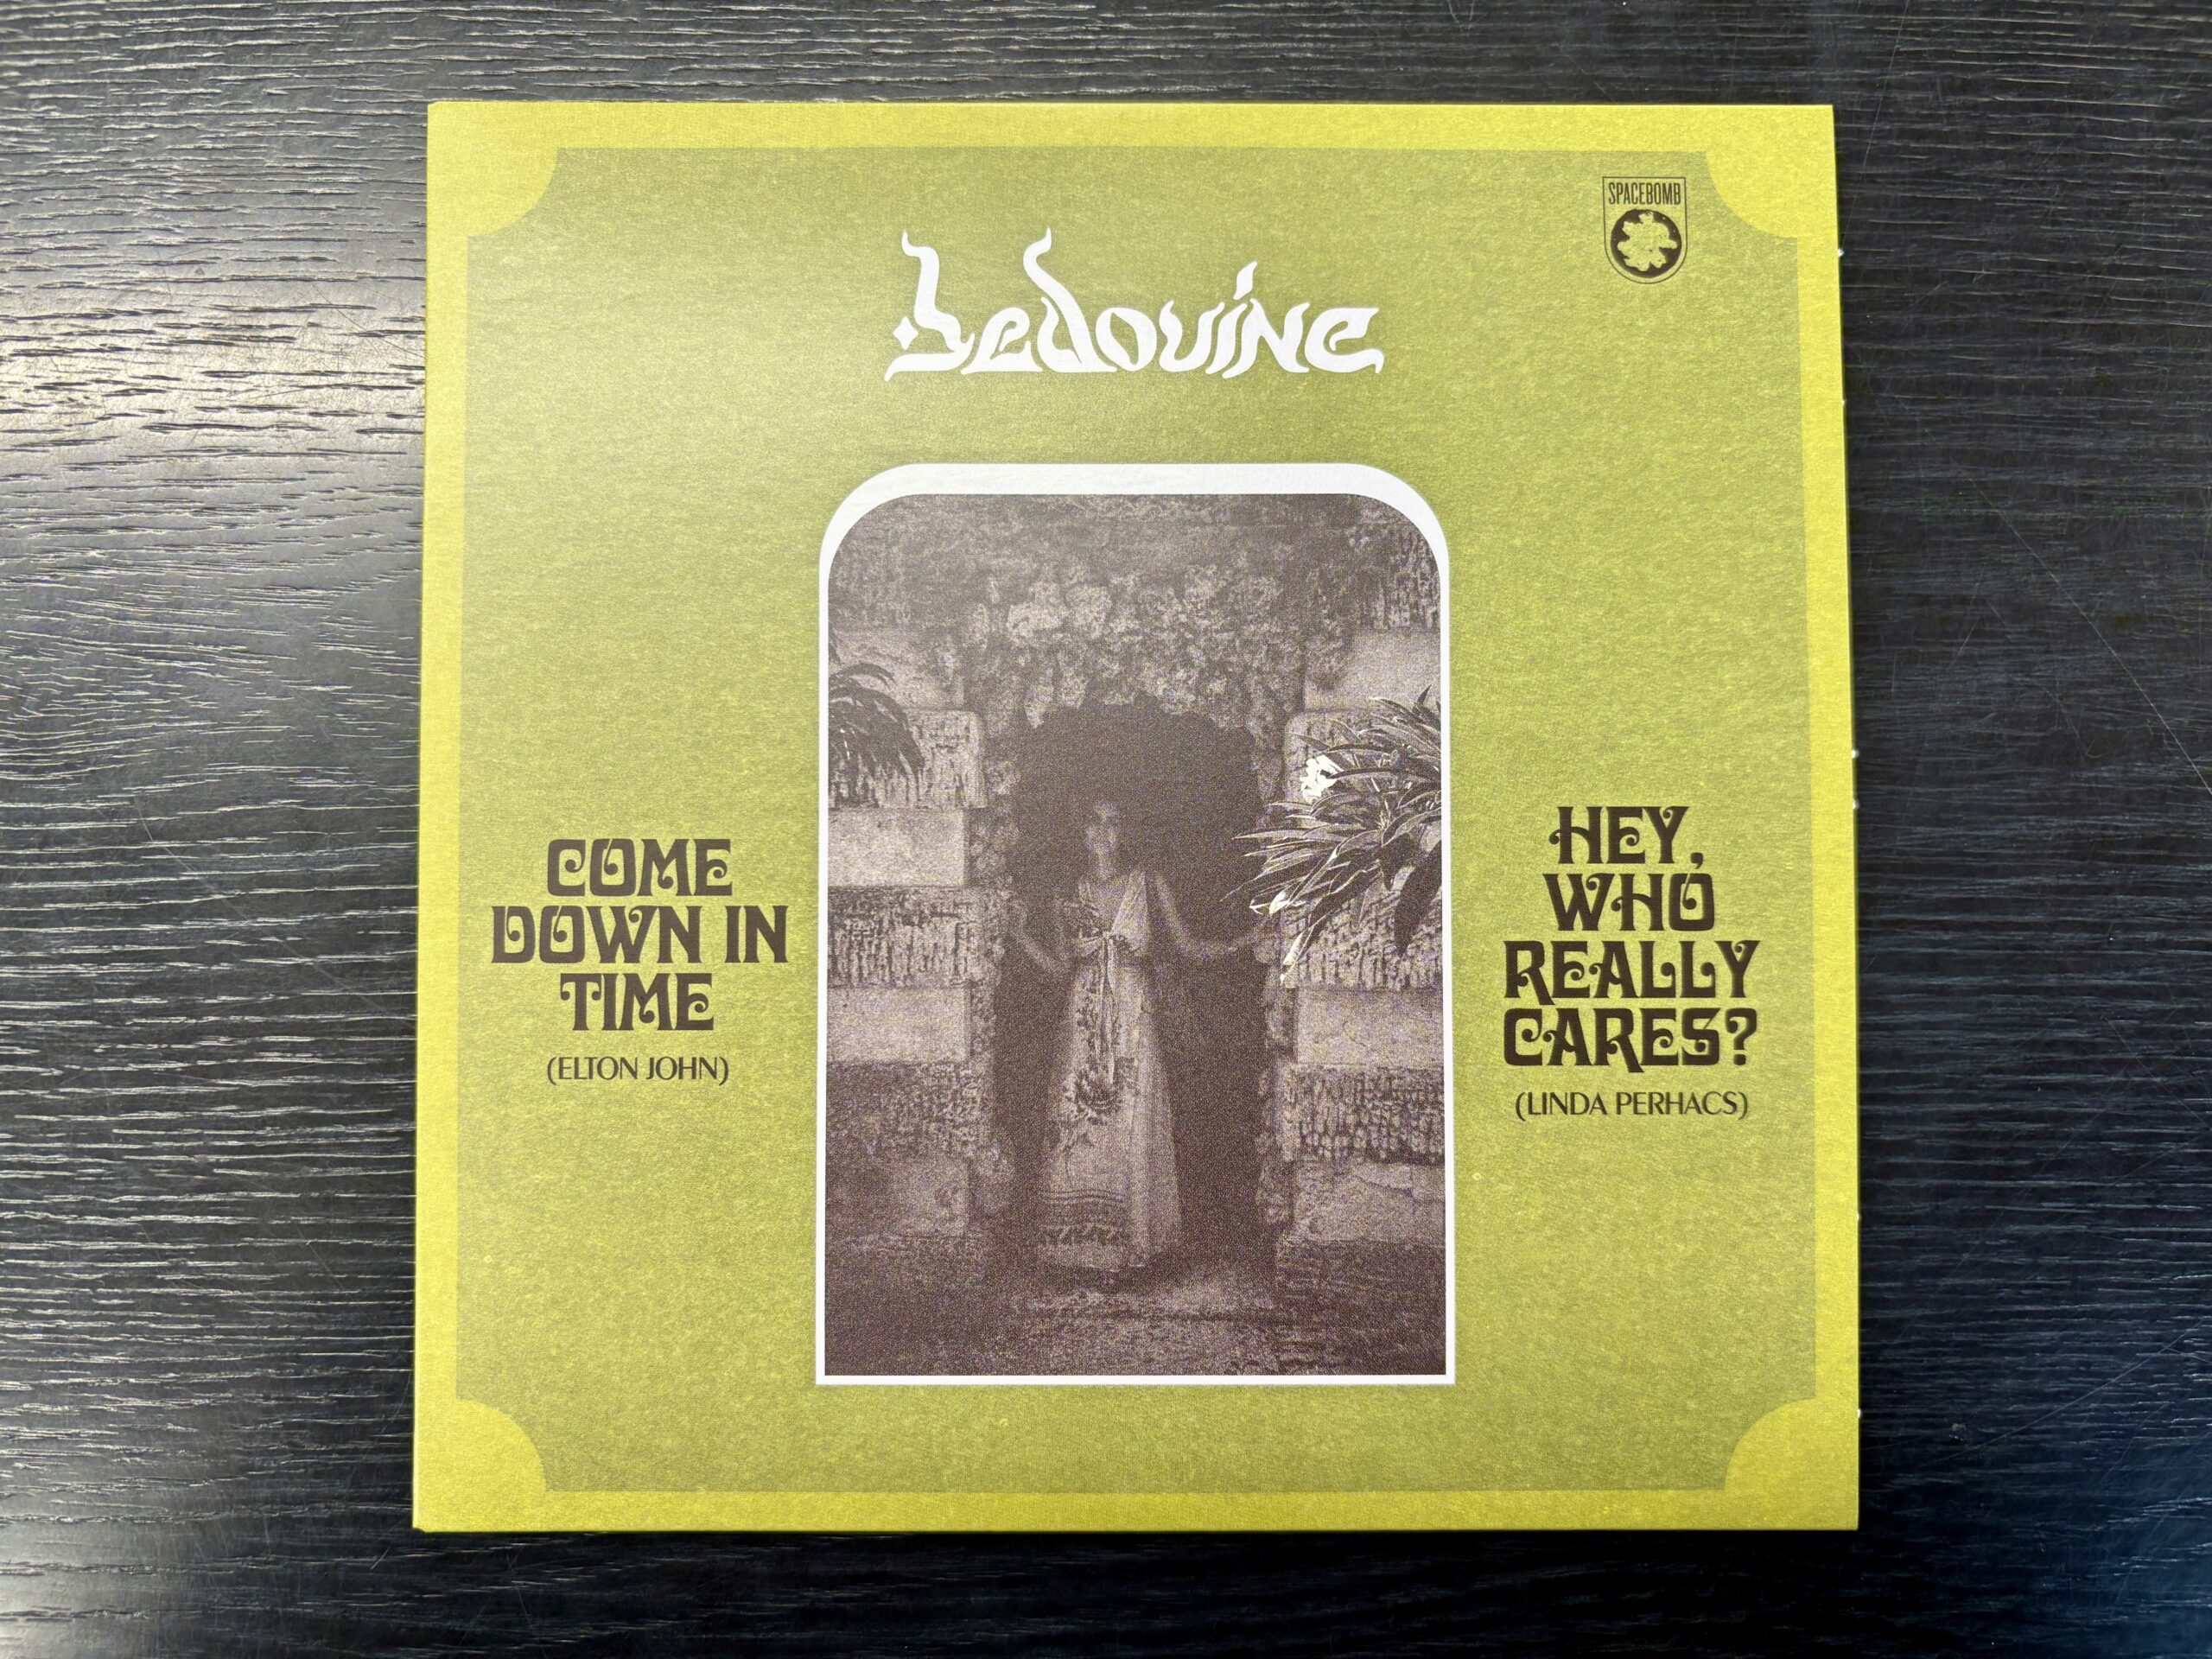 SPACEBOMB
Bedouine
COME
DOWN IN
TIME
(ELTON JOHN)
HEY,
WHO
REALLY
CARES?
(LINDA PERHACS)